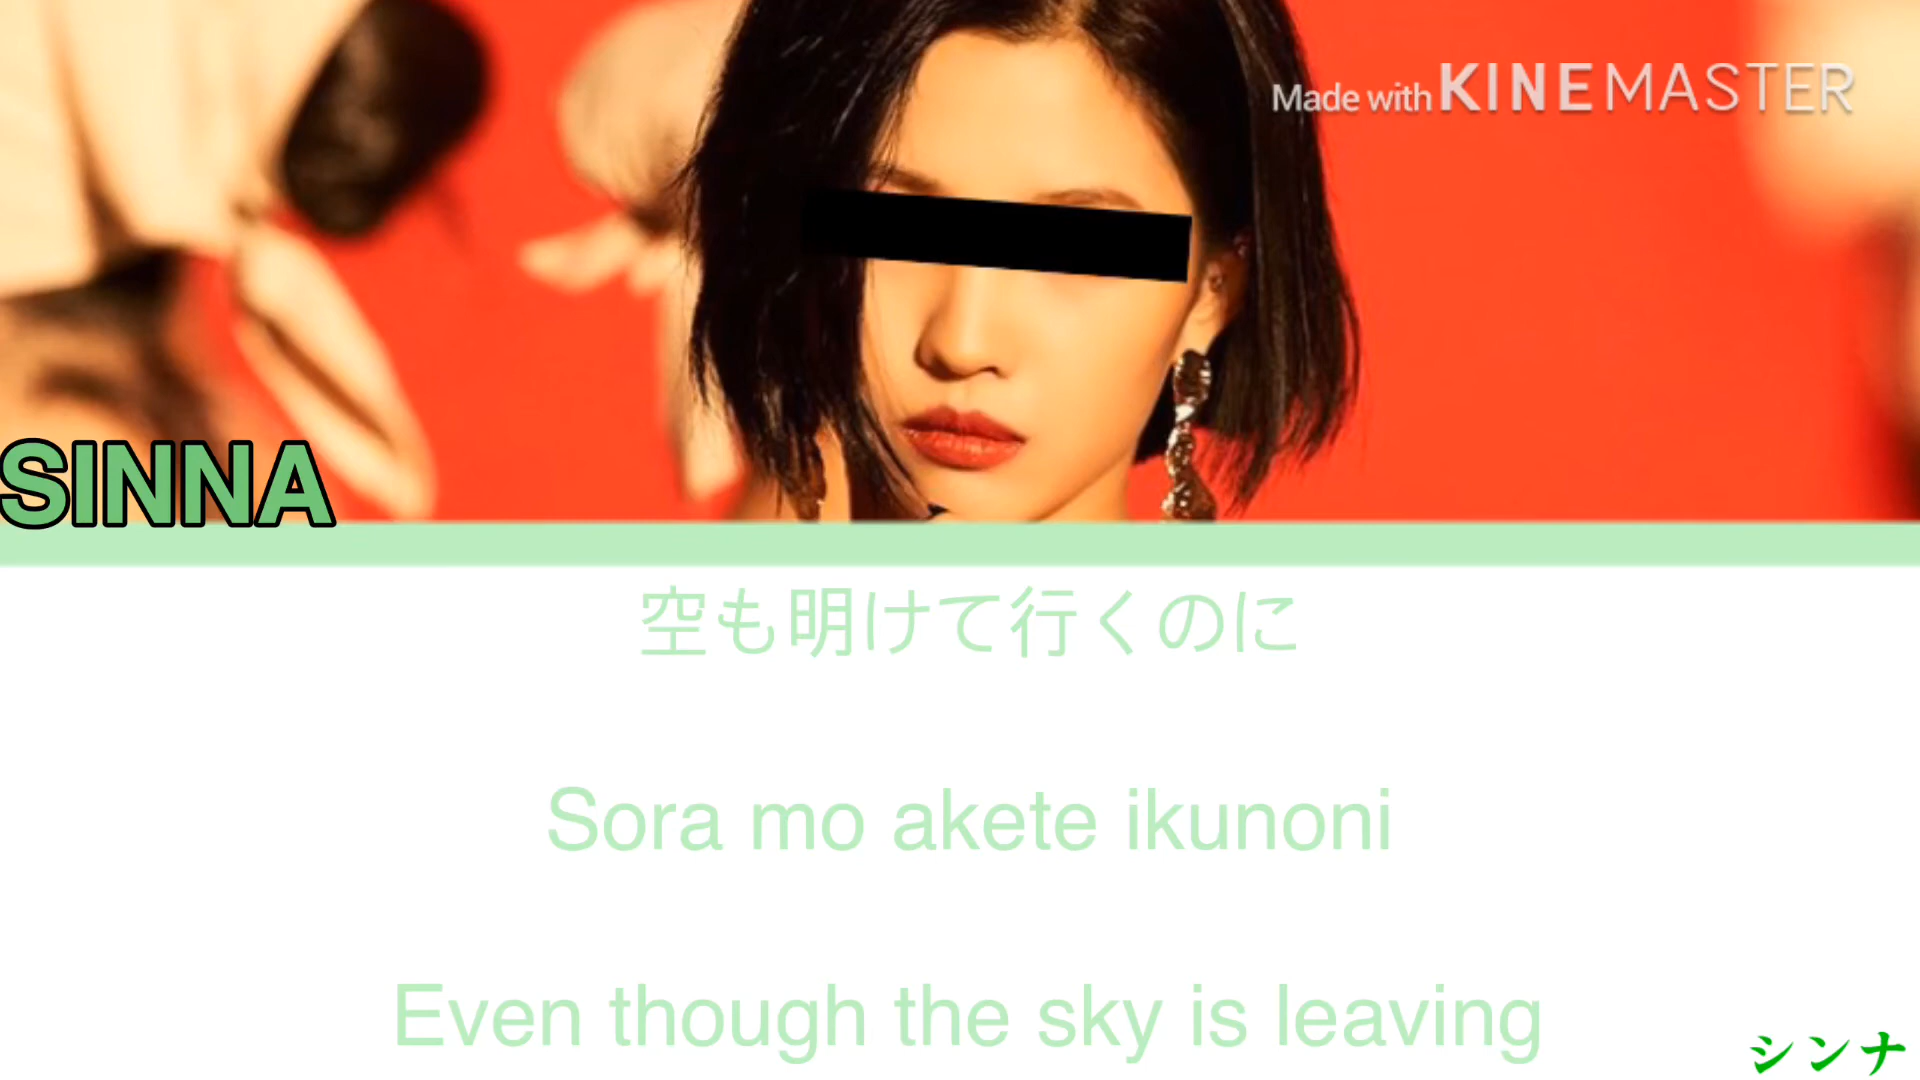 Made with KINEMASTER
SINNA
空も明けて行くのに
Sora mo akete ikunoni
Even though the sky is leaving
シンナ